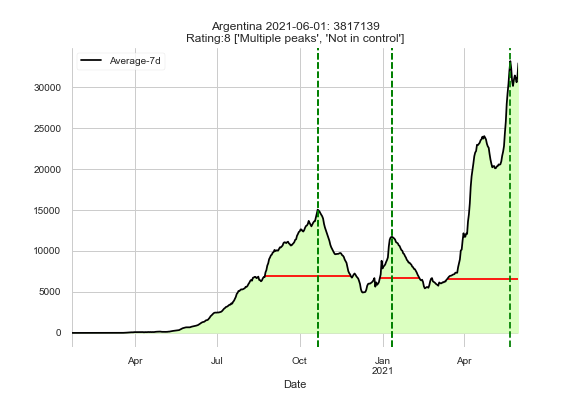 Argentina 2021-06-01: 3817139
Rating:8 ['Multiple peaks', 'Not in control']
Average-7d
30000
25000
20000
15000
10000
5000
0
Apr
Jul
Oct
Jan
2021
Apr
Date